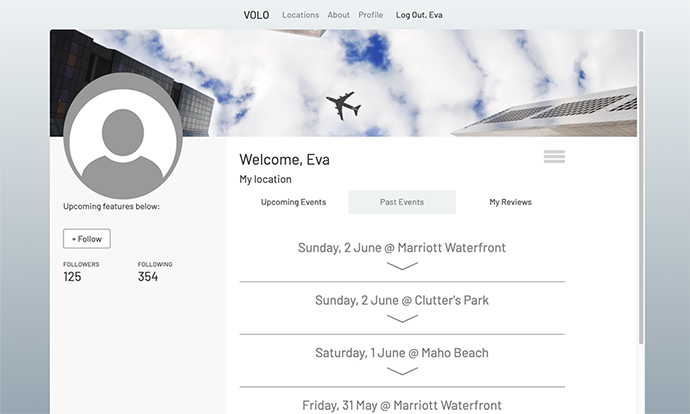 VOLO Locations About Profile Log Out, Eva
Upcoming features below:
+ Follow
FOLLOWERS FOLLOWING
125 354
Welcome, Eva
My location
Upcoming Events Past Events My Reviews
Sunday, 2 June @ Marriott Waterfront
Sunday, 2 June @ Clutter's Park
Saturday, 1 June @ Maho Beach
Friday, 31 May @ Marriott Waterfront